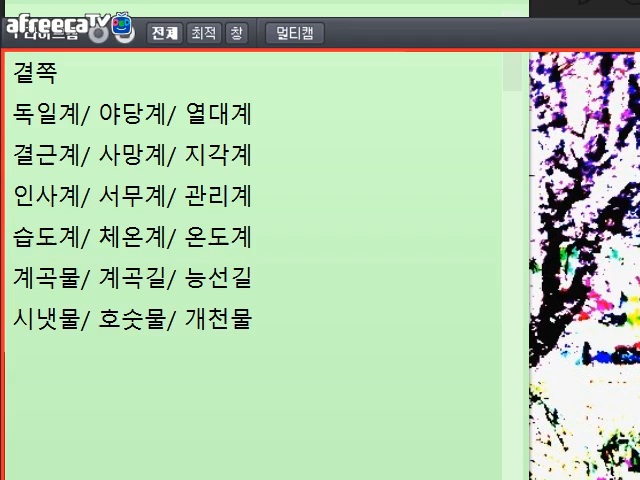 afreecaTV
전체 최적 창 멀티캠
곁쪽
독일계/ 야당계/ 열대계
결근계/ 사망계/ 지각계
인사계/ 서무계/ 관리계
습도계/ 체온계/ 온도계
계곡물/ 계곡길/ 능선길
시냇물/ 호숫물/ 개천물